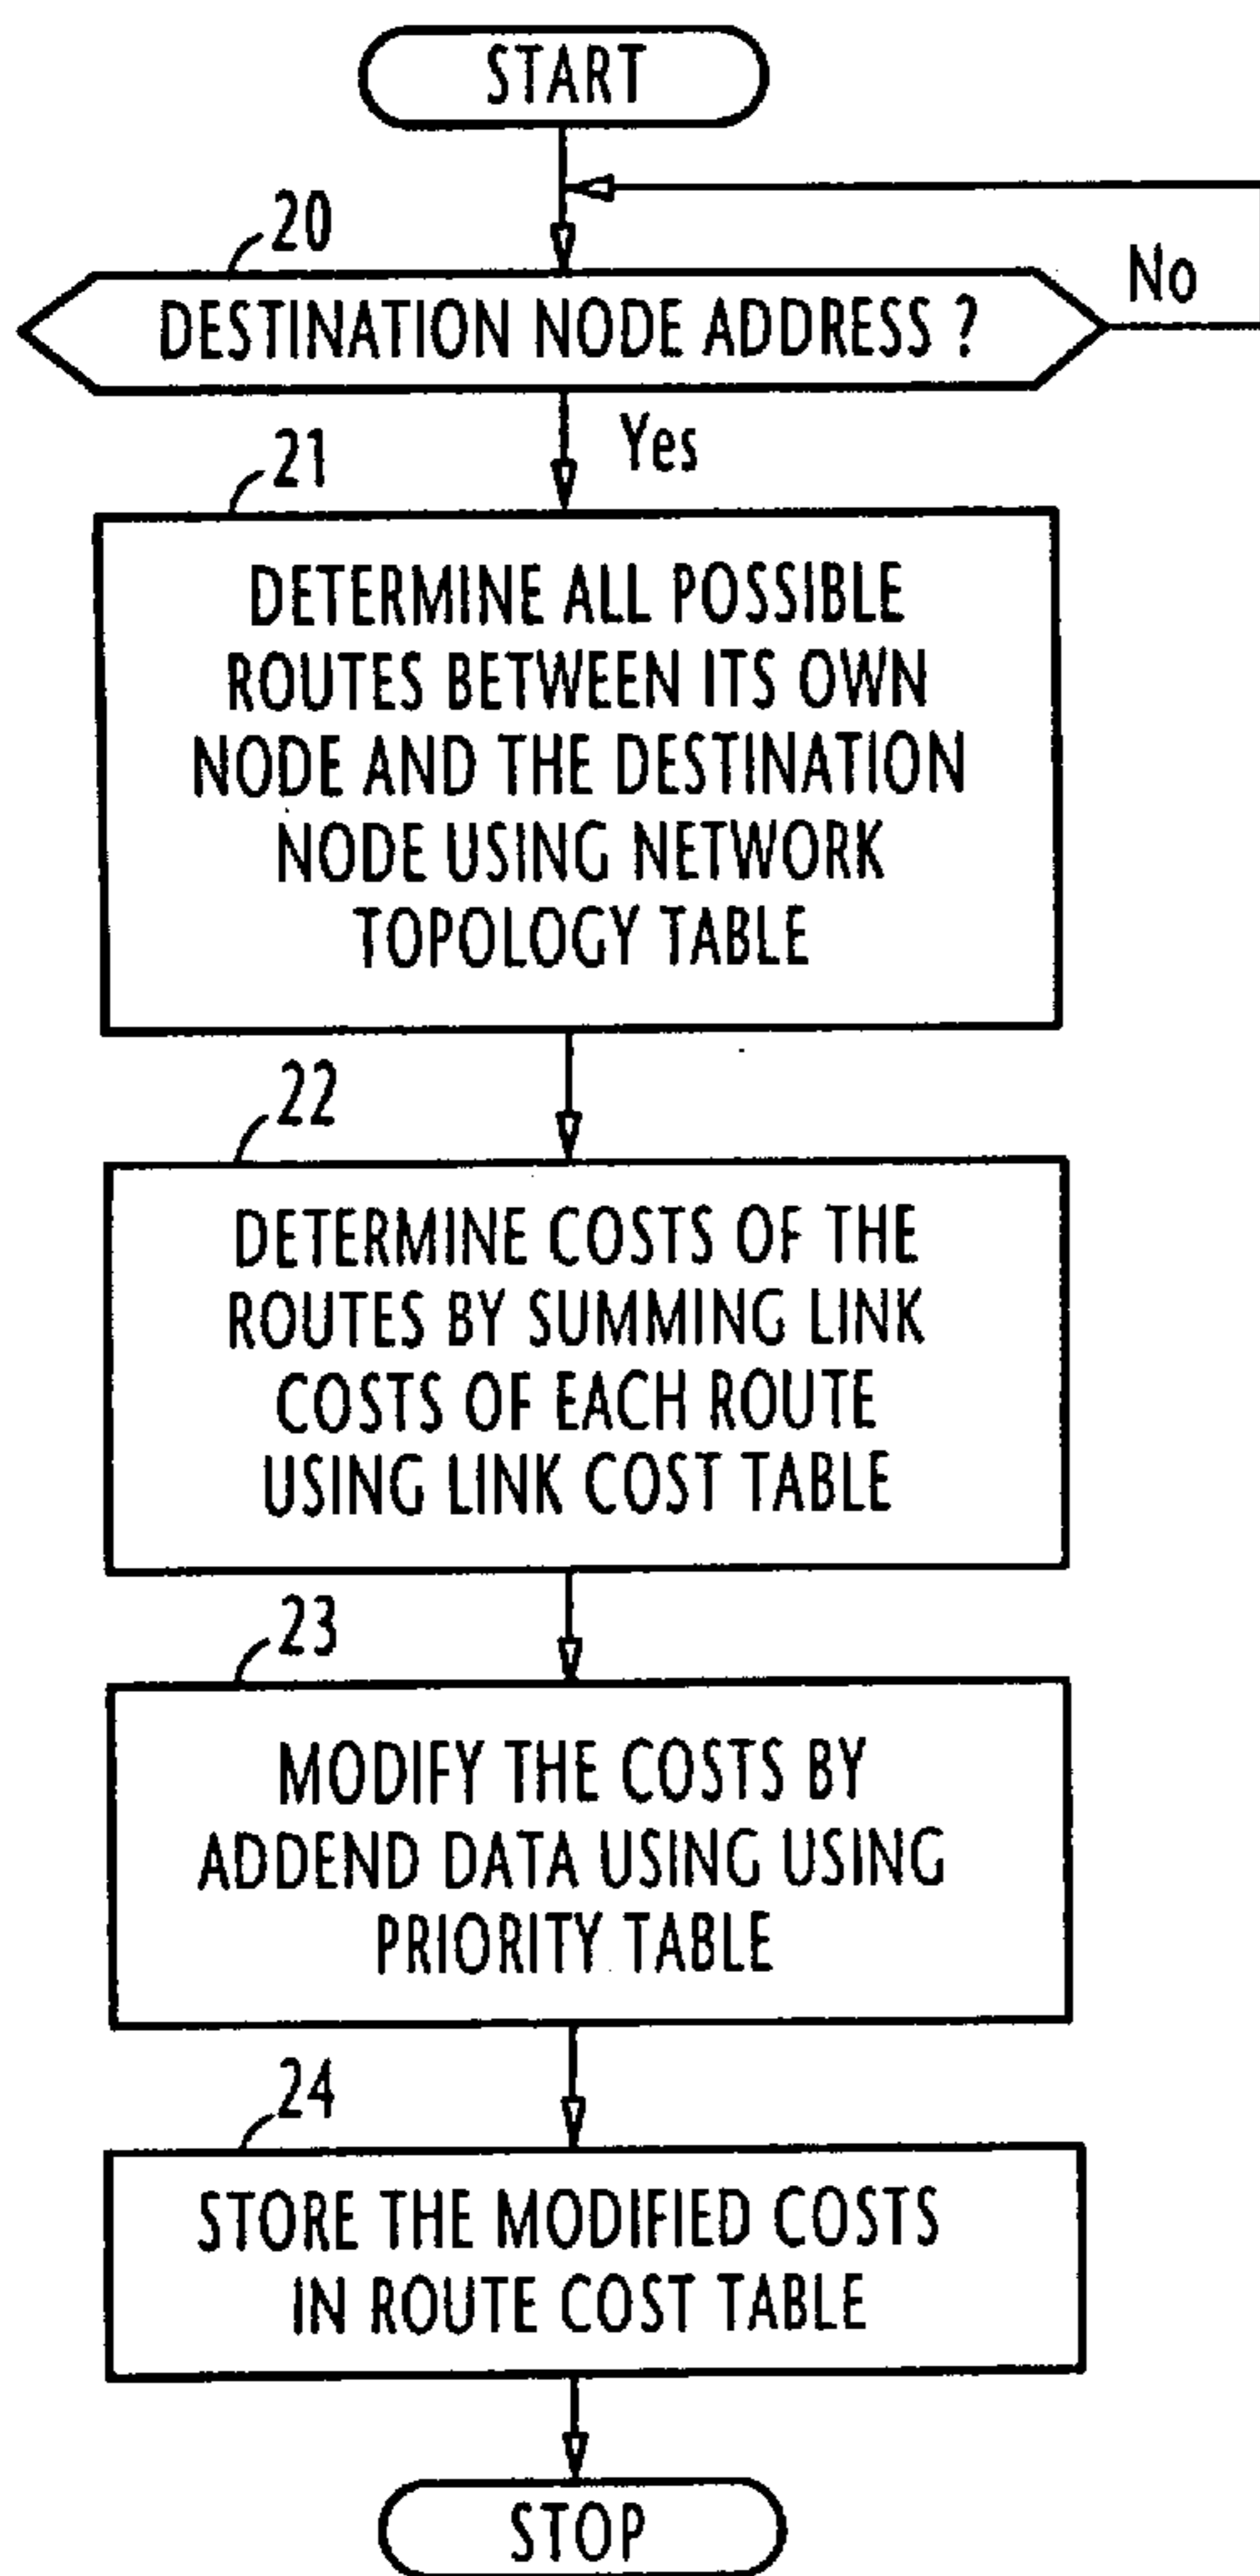 START
20
DESTINATION NODE ADDRESS ?
No
Yes
21
DETERMINE ALL POSSIBLE
ROUTES BETWEEN ITS OWN
NODE AND THE DESTINATION
NODE USING NETWORK
TOPOLOGY TABLE
22
DETERMINE COSTS OF THE
ROUTES BY SUMMING LINK
COSTS OF EACH ROUTE
USING LINK COST TABLE
23
MODIFY THE COSTS BY
ADDEND DATA USING USING
PRIORITY TABLE
24
STORE THE MODIFIED COSTS
IN ROUTE COST TABLE
STOP